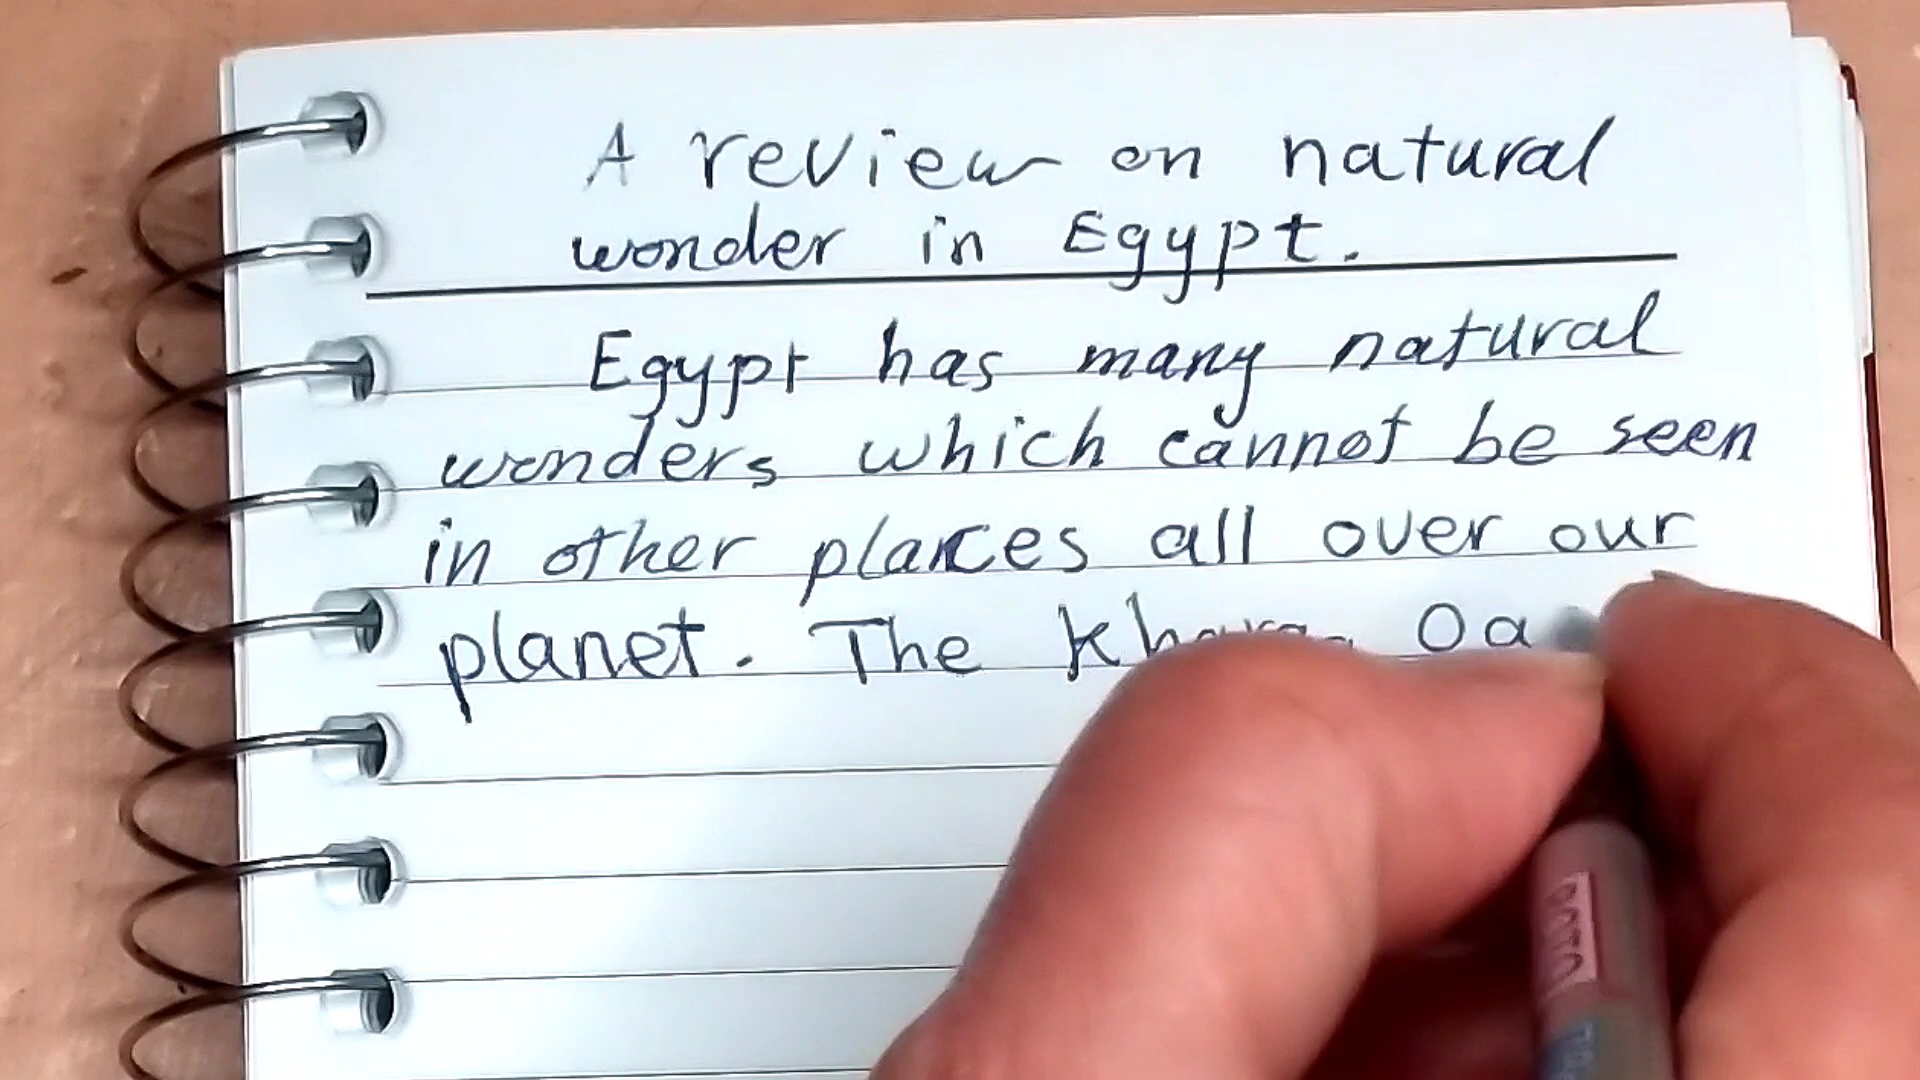 A review on natural
wonder in Egypt.
Egypt has many natural
wonders which cannot be seen
in other places all over our
planet. The